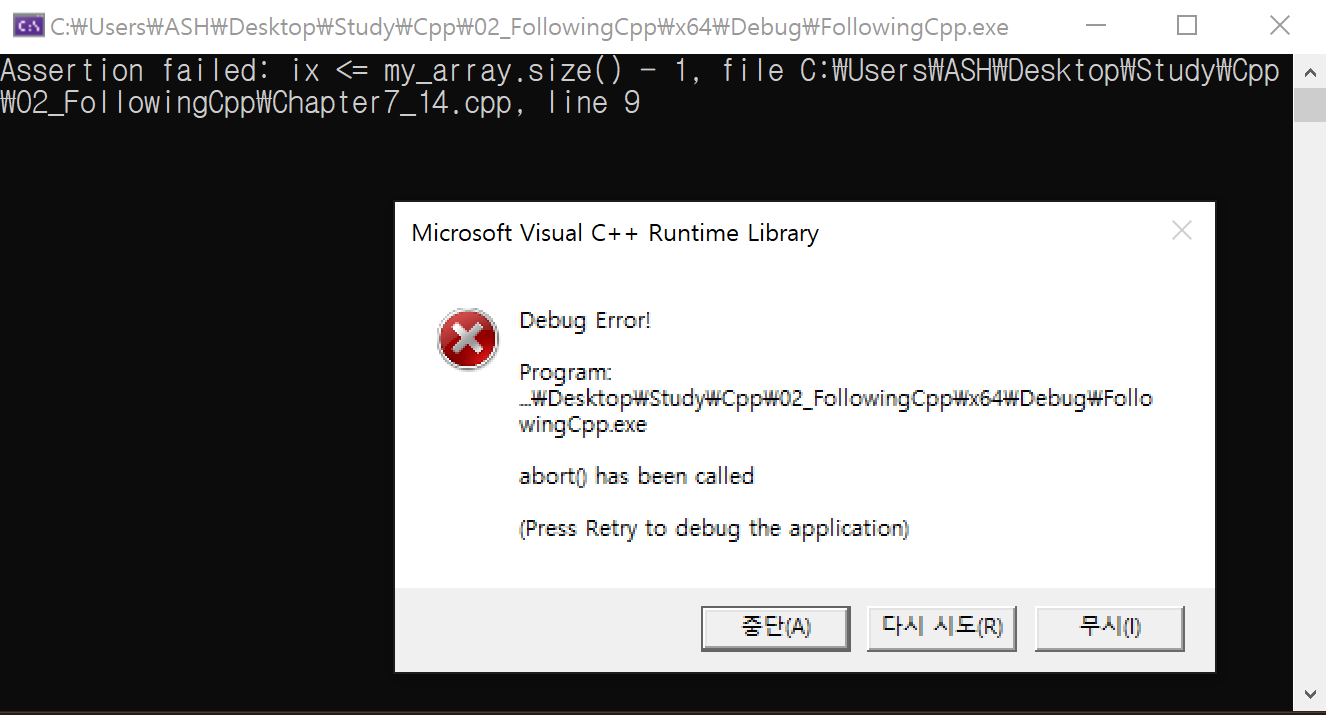 C:₩Users₩ASH₩Desktop₩Study₩Cpp₩02_FollowingCpp₩x64₩Debug₩FollowingCpp.exe
Assertion failed: ix <= my_array.size() - 1, file C:₩Users₩ASH₩Desktop₩Study₩Cpp
₩02_FollowingCpp₩Chapter7_14.cpp, line 9
Microsoft Visual C++ Runtime Library
Debug Error!
Program:
...₩Desktop₩Study₩Cpp₩02_FollowingCpp₩x64₩Debug₩Follo
wingCpp.exe
abort() has been called
(Press Retry to debug the application)
중단(A) 다시 시도(R) 무시(I)